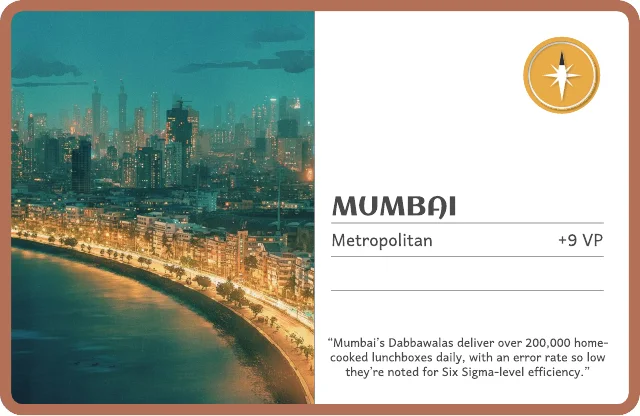 MUMBAI
Metropolitan +9 VP
“Mumbai’s Dabbawalas deliver over 200,000 home-
cooked lunchboxes daily, with an error rate so low
they’re noted for Six Sigma-level efficiency.”